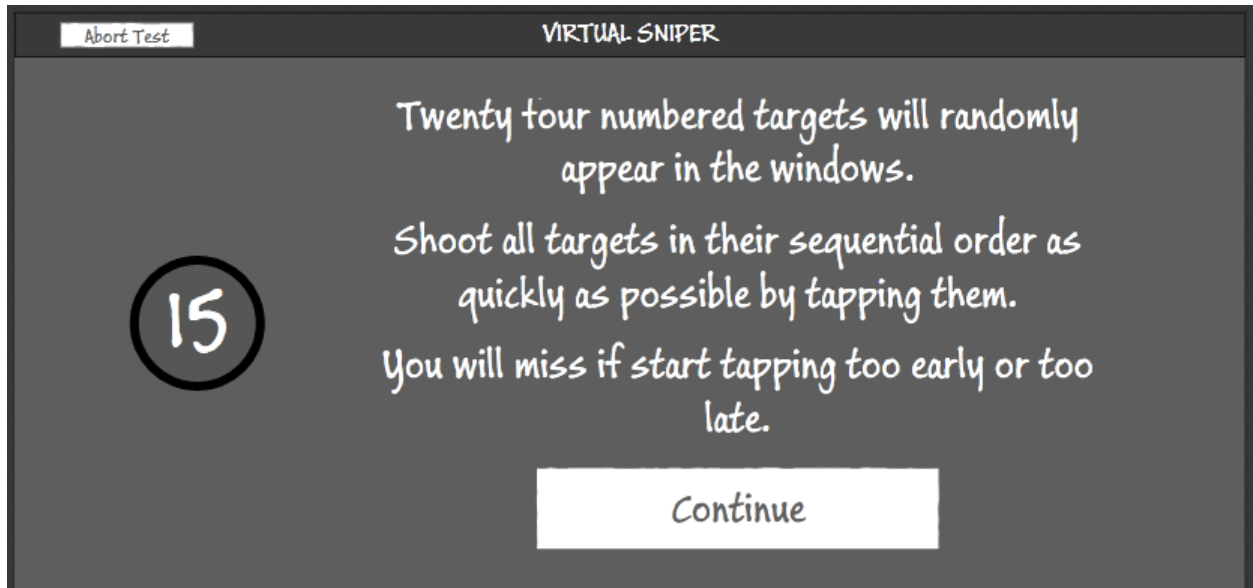 Abort Test
VIRTUAL SNIPER
Twenty four numbered targets will randomly
appear in the windows.
Shoot all targets in their sequential order as
quickly as possible by tapping them.
You will miss if start tapping too early or too
late.
15
Continue